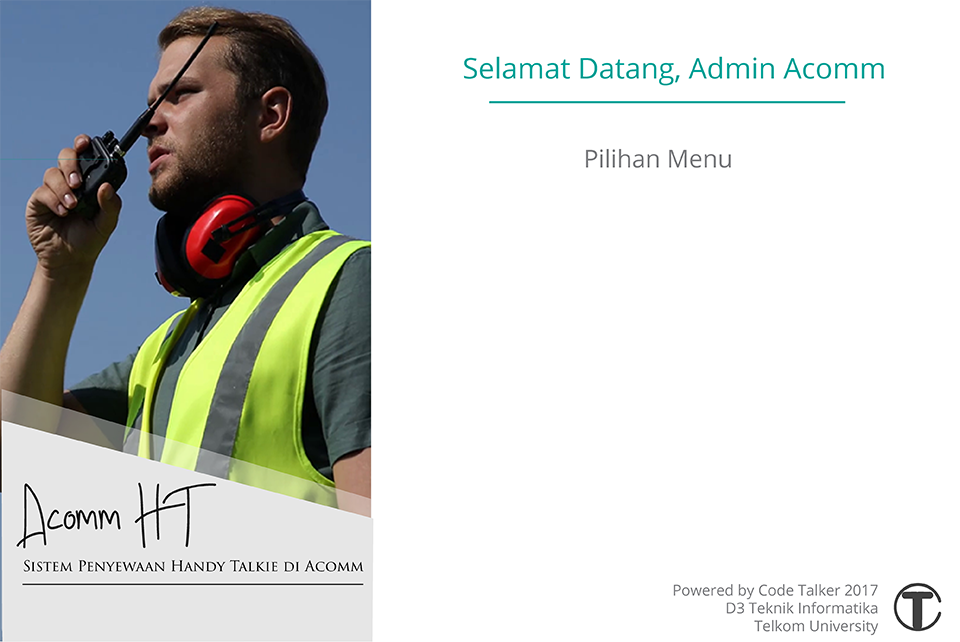 Selamat Datang, Admin Acomm
Pilihan Menu
Acomm HT
Sistem Penyewaan Handy Talkie di Acomm
Powered by Code Talker 2017
D3 Teknik Informatika
Telkom University